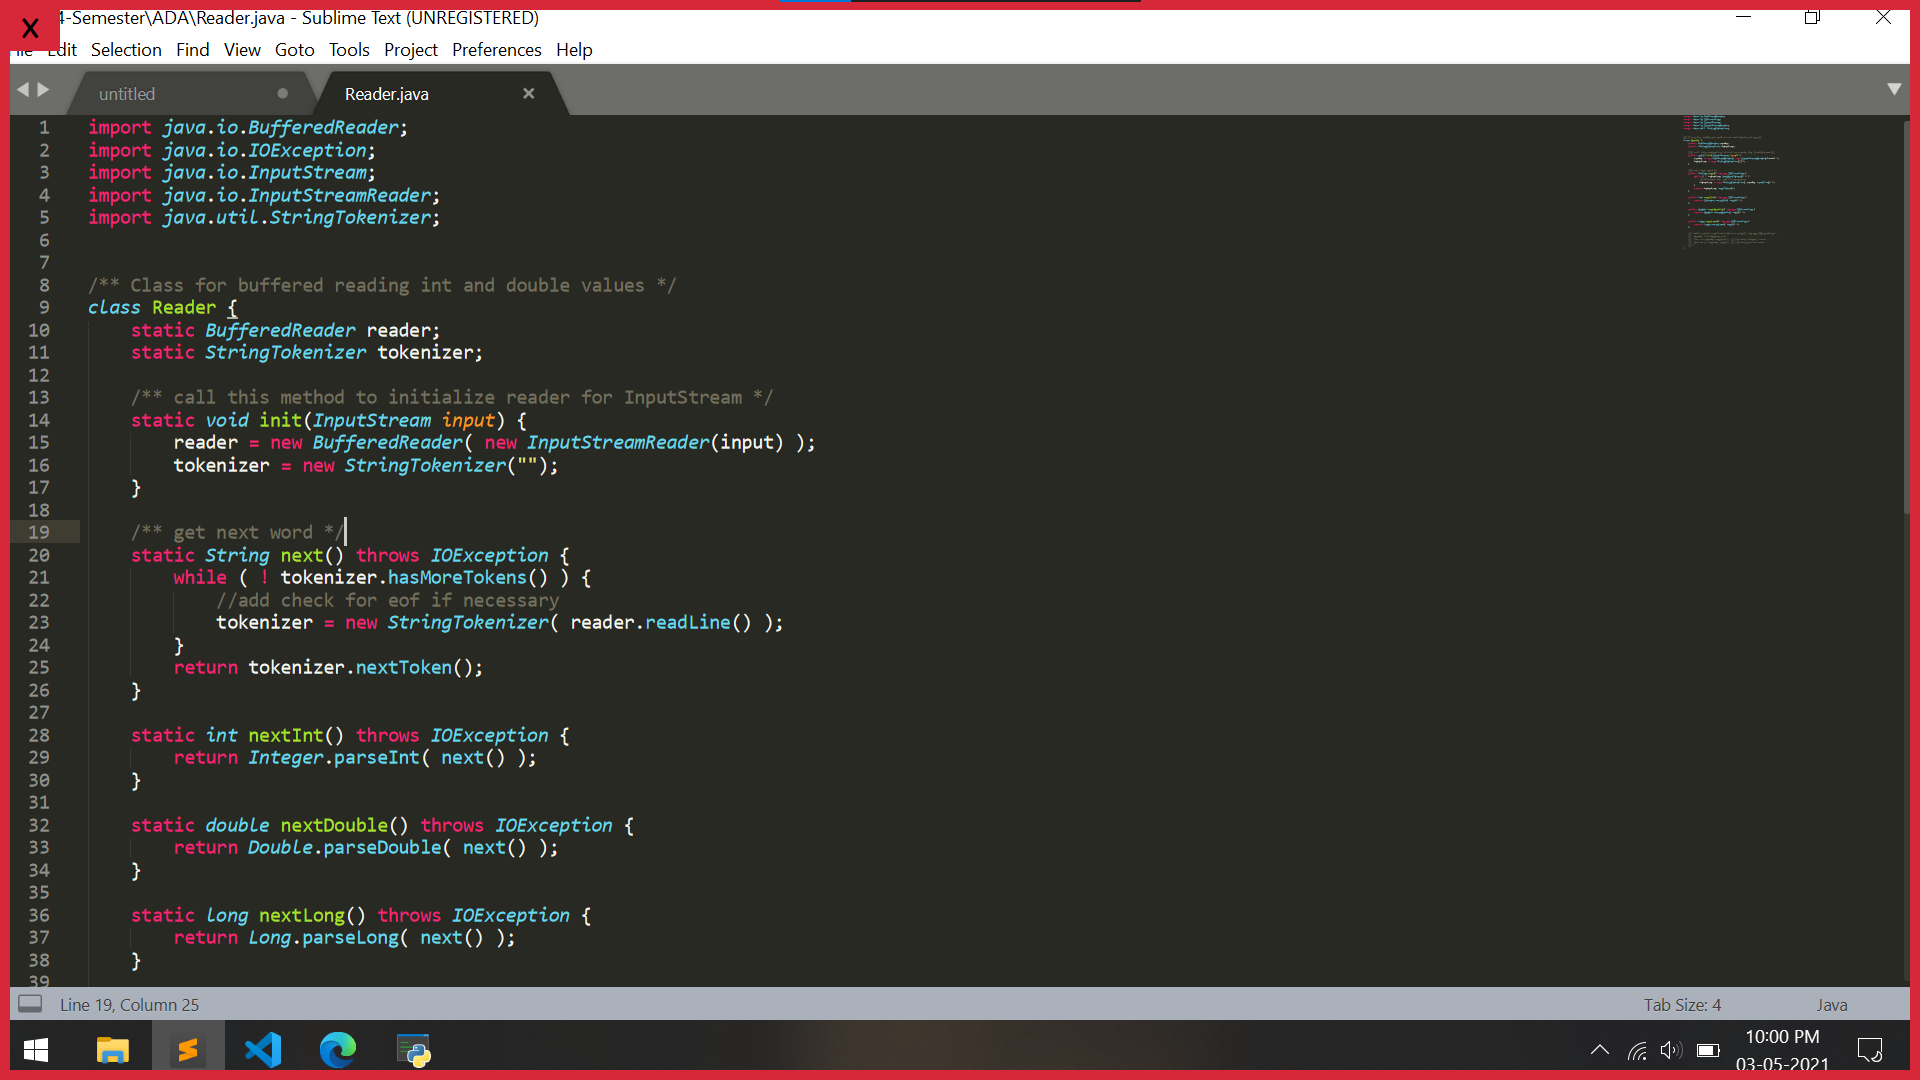 X
4-Semester\ADA\Reader.java - Sublime Text (UNREGISTERED)
Edit Selection Find View Goto Tools Project Preferences Help
untitled
Reader.java
1 import java.io.BufferedReader;
2 import java.io.IOException;
3 import java.io.InputStream;
4 import java.io.InputStreamReader;
5 import java.util.StringTokenizer;
6
7
8 /** Class for buffered reading int and double values */
9 class Reader {
10 static BufferedReader reader;
11 static StringTokenizer tokenizer;
12
13 /** call this method to initialize reader for InputStream */
14 static void init(InputStream input) {
15 reader = new BufferedReader( new InputStreamReader(input) );
16 tokenizer = new StringTokenizer("");
17 }
18
19 /** get next word */
20 static String next() throws IOException {
21 while ( ! tokenizer.hasMoreTokens() ) {
22 //add check for eof if necessary
23 tokenizer = new StringTokenizer( reader.readLine() );
24 }
25 return tokenizer.nextToken();
26 }
27
28 static int nextInt() throws IOException {
29 return Integer.parseInt( next() );
30 }
31
32 static double nextDouble() throws IOException {
33 return Double.parseDouble( next() );
34 }
35
36 static long nextLong() throws IOException {
37 return Long.parseLong( next() );
38 }
39
Line 19, Column 25
Tab Size: 4
Java
10:00 PM
03-05-2021